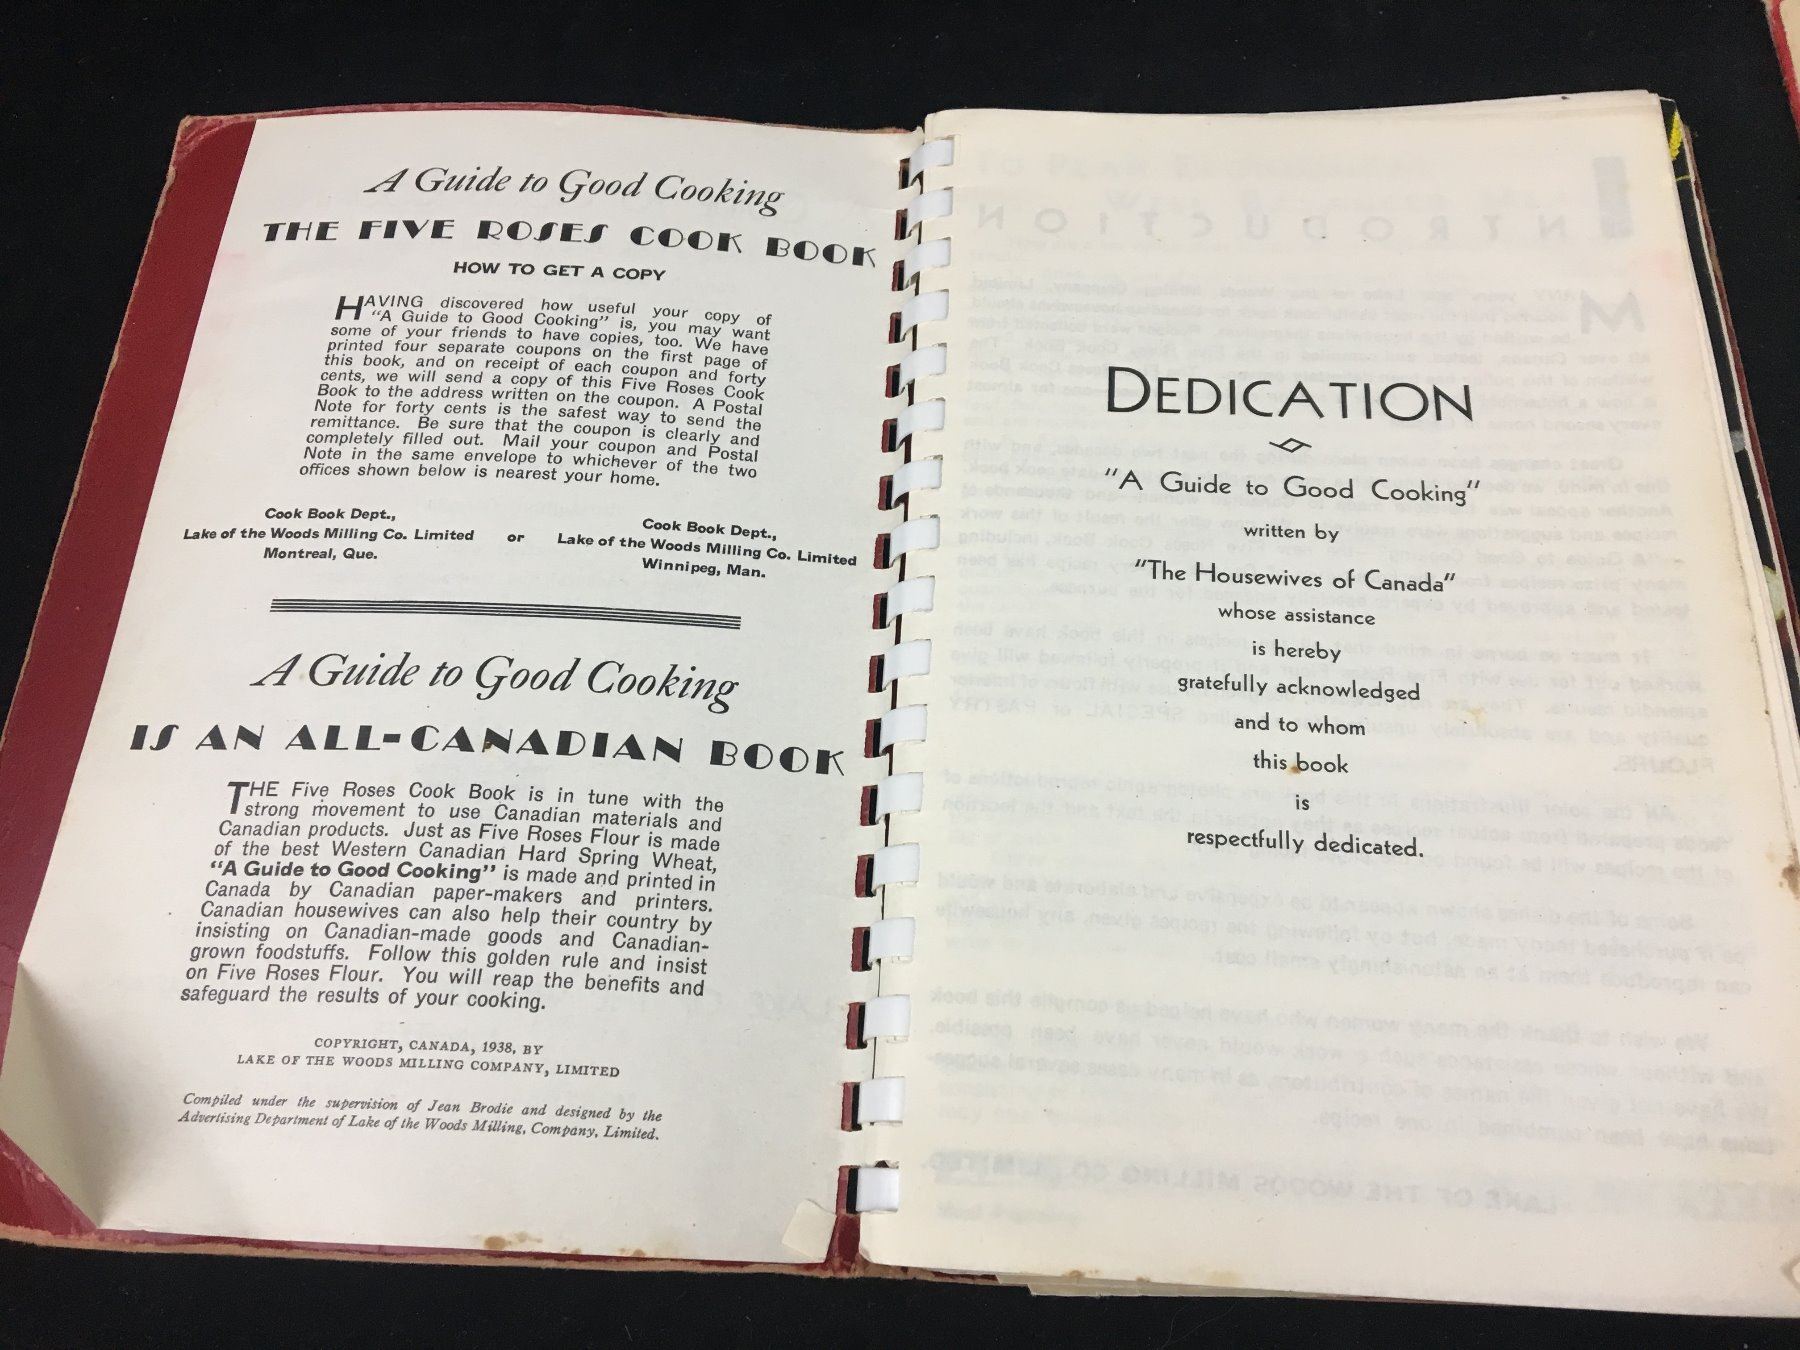 A Guide to Good Cooking
THE FIVE ROSES COOK BOOK
HOW TO GET A COPY
HAVING discovered how useful your copy of
"A Guide to Good Cooking" is, you may want
some of your friends to have copies, too. We have
printed four separate coupons on the first page of
this book, and on receipt of each coupon and forty
cents, we will send a copy of this Five Roses Cook
Book to the address written on the coupon. A Postal
Note for forty cents is the safest way to send the
remittance. Be sure that the coupon is clearly and
completely filled out. Mail your coupon and Postal
Note in the same envelope to whichever of the two
offices shown below is nearest your home.
Cook Book Dept.,
Lake of the Woods Milling Co. Limited
Montreal, Que.
or
Cook Book Dept.,
Lake of the Woods Milling Co. Limited
Winnipeg, Man.
A Guide to Good Cooking
IS AN ALL-CANADIAN BOOK
THE Five Roses Cook Book is in tune with the
strong movement to use Canadian materials and
Canadian products. Just as Five Roses Flour is made
of the best Western Canadian Hard Spring Wheat,
"A Guide to Good Cooking" is made and printed in
Canada by Canadian paper-makers and printers.
Canadian housewives can also help their country by
insisting on Canadian-made goods and Canadian-
grown foodstuffs. Follow this golden rule and insist
on Five Roses Flour. You will reap the benefits and
safeguard the results of your cooking.
COPYRIGHT, CANADA, 1938, BY
LAKE OF THE WOODS MILLING COMPANY, LIMITED
Compiled under the supervision of Jean Brodie and designed by the
Advertising Department of Lake of the Woods Milling, Company, Limited.
DEDICATION
"A Guide to Good Cooking"
written by
"The Housewives of Canada"
whose assistance
is hereby
gratefully acknowledged
and to whom
this book
is
respectfully dedicated.